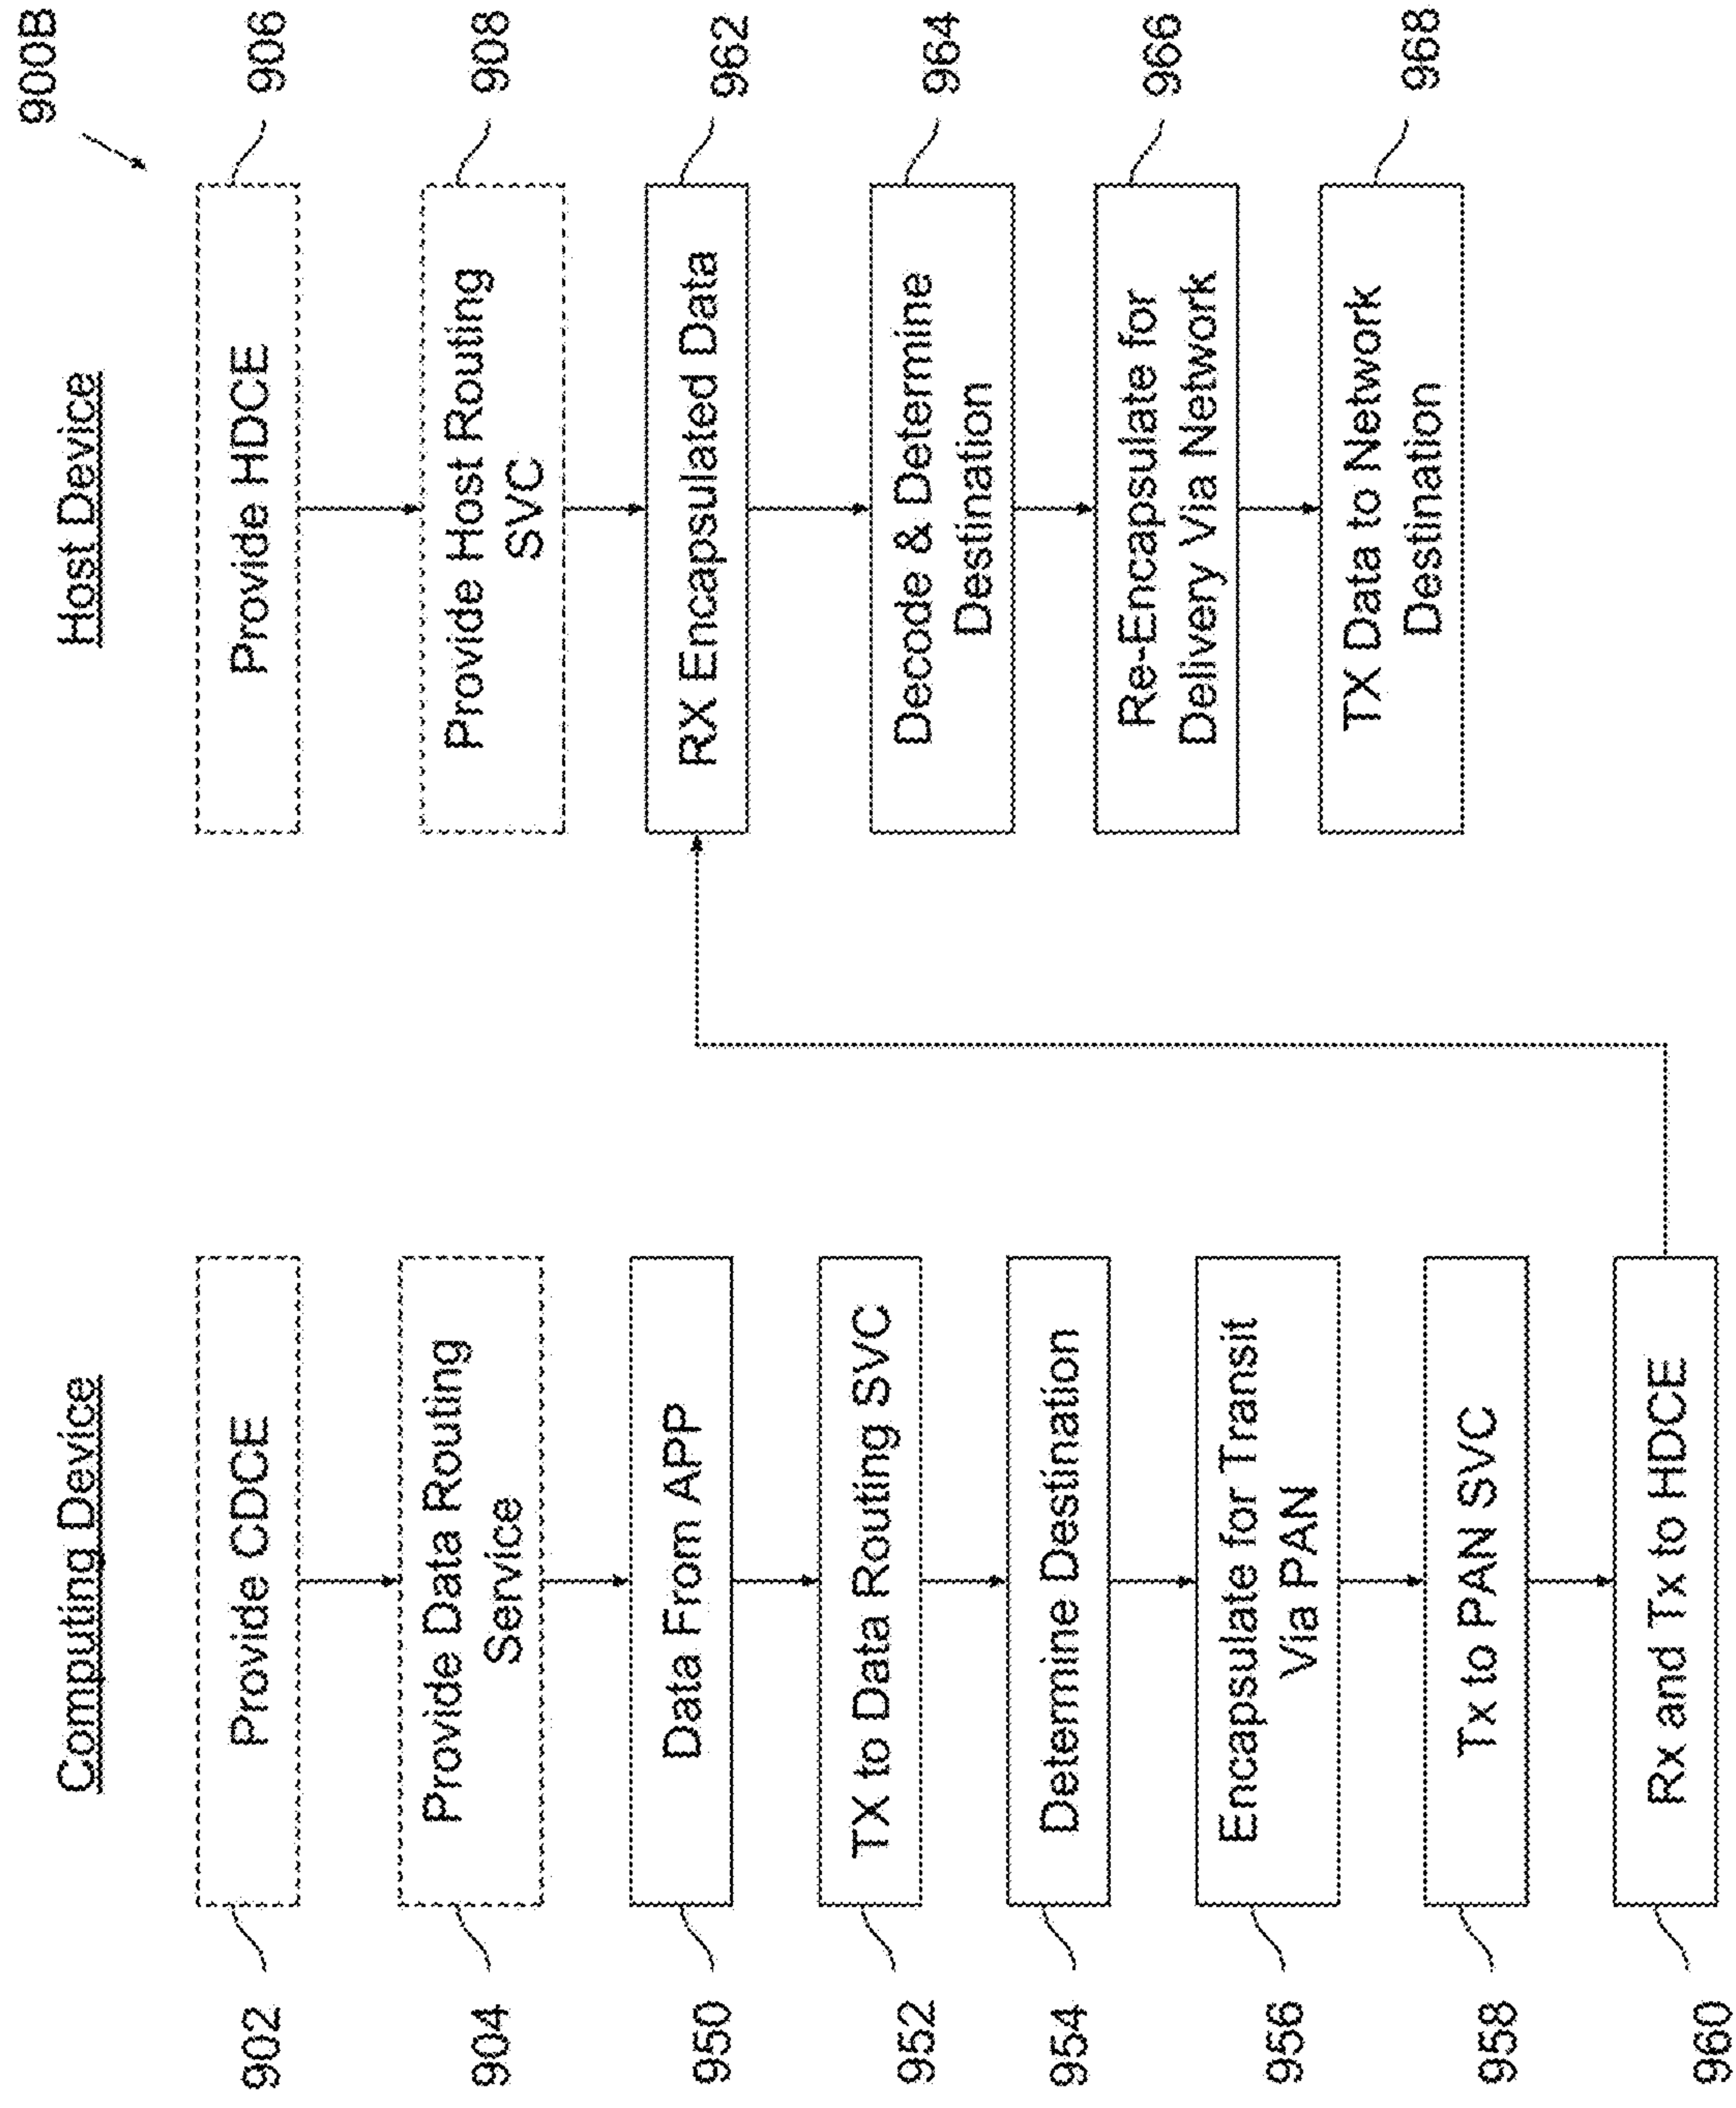 900B
Computing Device
902
Provide CDCE
904
Provide Data Routing
Service
950
Data From APP
952
TX to Data Routing SVC
954
Determine Destination
956
Encapsulate for Transit
Via PAN
958
Tx to PAN SVC
960
Rx and Tx to HDCE
Host Device
Provide HDCE
906
Provide Host Routing
SVC
908
RX Encapsulated Data
962
Decode & Determine
Destination
964
Re-Encapsulate for
Delivery Via Network
966
TX Data to Network
Destination
968